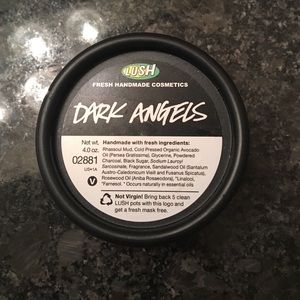 LUSH
FRESH HANDMADE COSMETICS
DARK ANGELS
Net wt.
4.0 oz.
02881
US•1A
V
Handmade with fresh ingredients:
Rhassoul Mud, Cold Pressed Organic Avocado
Oil (Persea Gratissima), Glycerine, Powdered
Charcoal, Black Sugar, Sodium Lauroyl
Sarcosinate, Fragrance, Sandalwood Oil (Santalum
Austro-Caledonicum Vieill and Fusanus Spicatus),
Rosewood Oil (Aniba Rosaeodora), *Linalool,
*Farnesol. * Occurs naturally in essential oils
Not Virgin! Bring back 5 clean
LUSH pots with this logo and
get a fresh mask free.